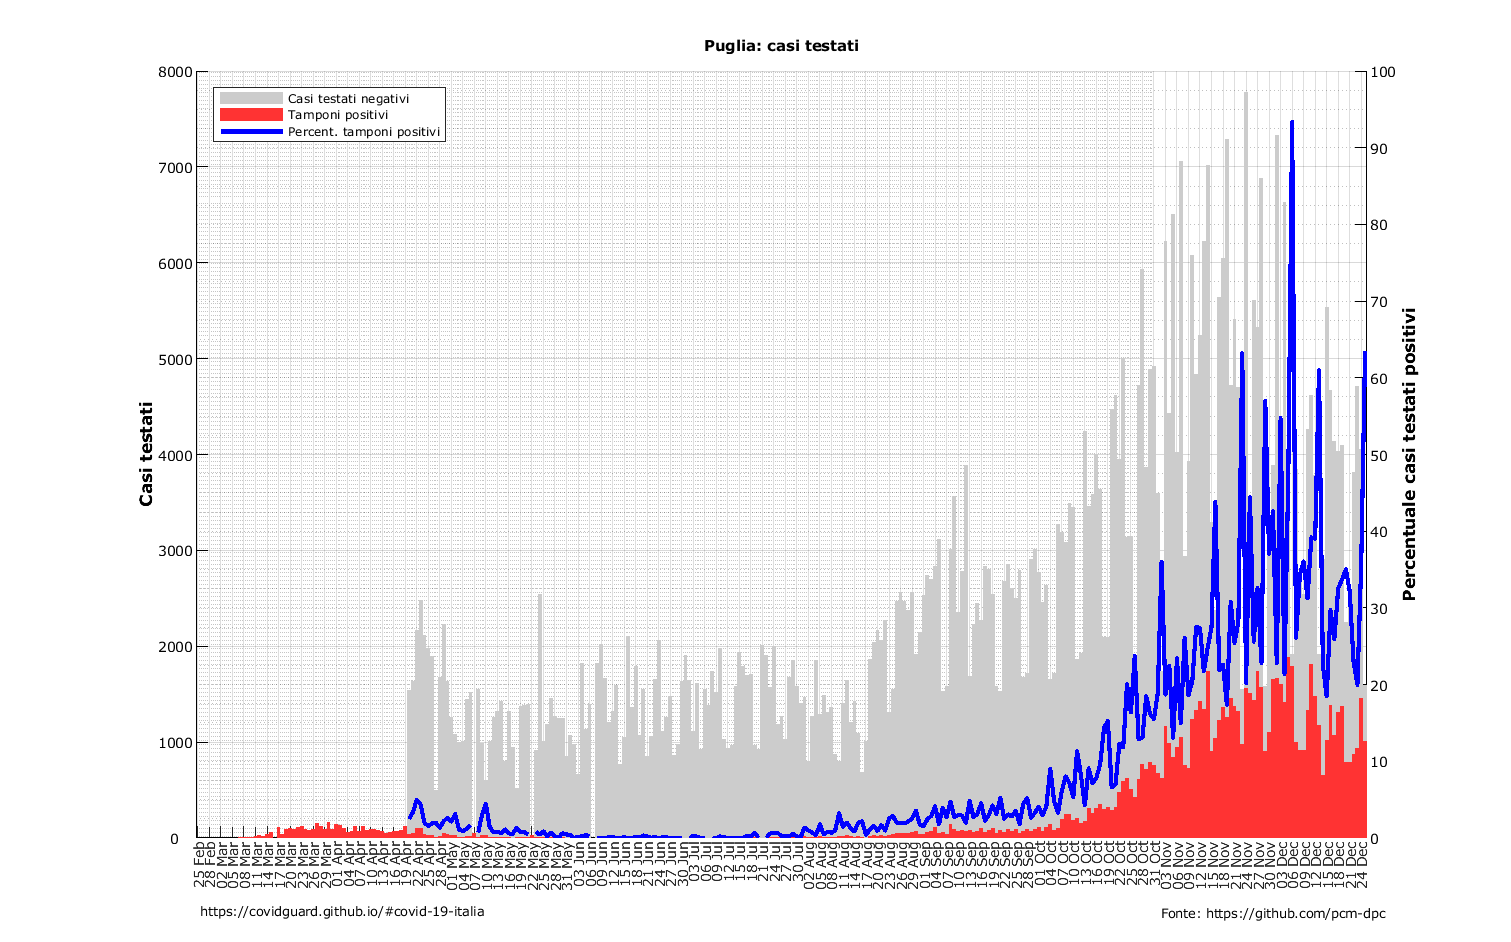 Puglia: casi testati
8000
7000
6000
5000
4000
3000
2000
1000
0
Casi testati
Casi testati negativi
Tamponi positivi
Percent. tamponi positivi
100
90
80
70
60
50
40
30
20
10
0
Percentuale casi testati positivi
25 Feb
28 Feb
02 Mar
05 Mar
08 Mar
11 Mar
14 Mar
17 Mar
20 Mar
23 Mar
26 Mar
29 Mar
01 Apr
04 Apr
07 Apr
10 Apr
13 Apr
16 Apr
19 Apr
22 Apr
25 Apr
28 Apr
01 May
04 May
07 May
10 May
13 May
16 May
19 May
22 May
25 May
28 May
31 May
03 Jun
06 Jun
09 Jun
12 Jun
15 Jun
18 Jun
21 Jun
24 Jun
27 Jun
30 Jun
03 Jul
06 Jul
09 Jul
12 Jul
15 Jul
18 Jul
21 Jul
24 Jul
27 Jul
30 Jul
02 Aug
05 Aug
08 Aug
11 Aug
14 Aug
17 Aug
20 Aug
23 Aug
26 Aug
29 Aug
01 Sep
04 Sep
07 Sep
10 Sep
13 Sep
16 Sep
19 Sep
22 Sep
25 Sep
28 Sep
01 Oct
04 Oct
07 Oct
10 Oct
13 Oct
16 Oct
19 Oct
22 Oct
25 Oct
28 Oct
31 Oct
03 Nov
06 Nov
09 Nov
12 Nov
15 Nov
18 Nov
21 Nov
24 Nov
27 Nov
30 Nov
03 Dec
06 Dec
09 Dec
12 Dec
15 Dec
18 Dec
21 Dec
24 Dec
https://covidguard.github.io/#covid-19-italia
Fonte: https://github.com/pcm-dpc